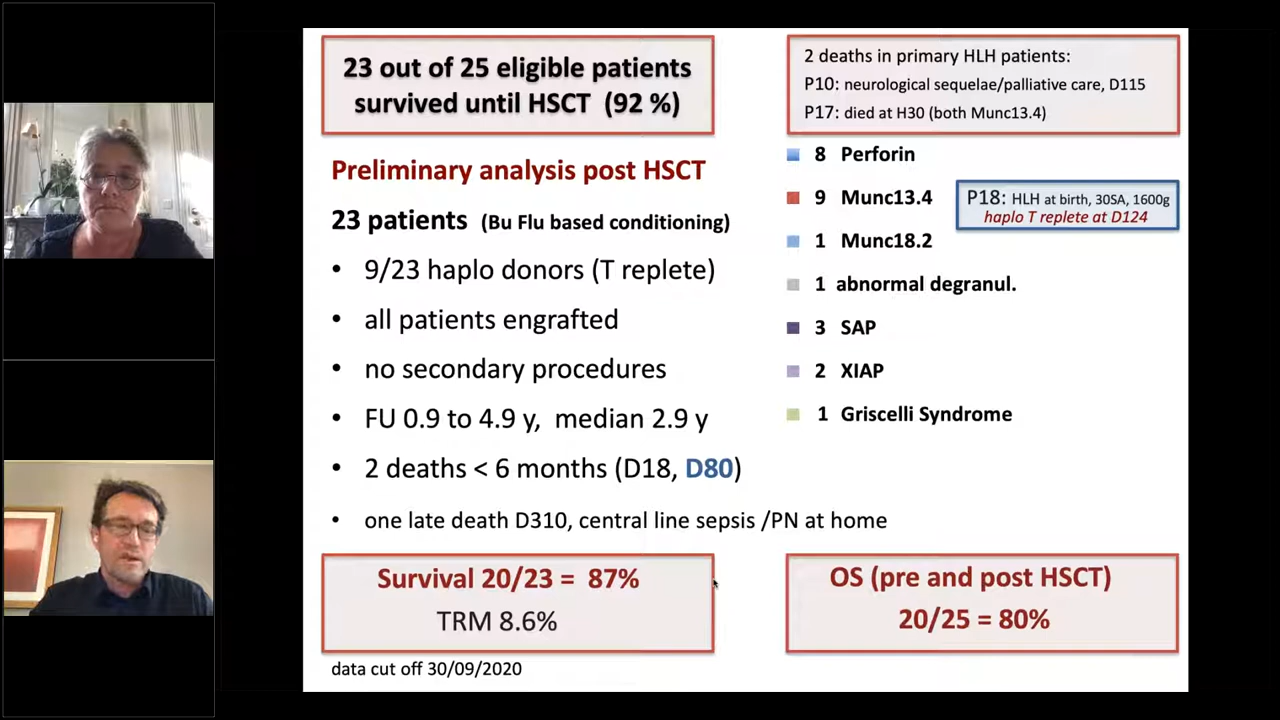 23 out of 25 eligible patients
survived until HSCT (92 %)
2 deaths in primary HLH patients:
P10: neurological sequelae/palliative care, D115
P17: died at H30 (both Munc13.4)
Preliminary analysis post HSCT
23 patients (Bu Flu based conditioning)
• 9/23 haplo donors (T replete)
• all patients engrafted
• no secondary procedures
• FU 0.9 to 4.9 y, median 2.9 y
• 2 deaths < 6 months (D18, D80)
• one late death D310, central line sepsis /PN at home
8 Perforin
9 Munc13.4
P18: HLH at birth, 30SA, 1600g
haplo T replete at D124
1 Munc18.2
1 abnormal degranul.
3 SAP
2 XIAP
1 Griscelli Syndrome
Survival 20/23 = 87%
TRM 8.6%
OS (pre and post HSCT)
20/25 = 80%
data cut off 30/09/2020